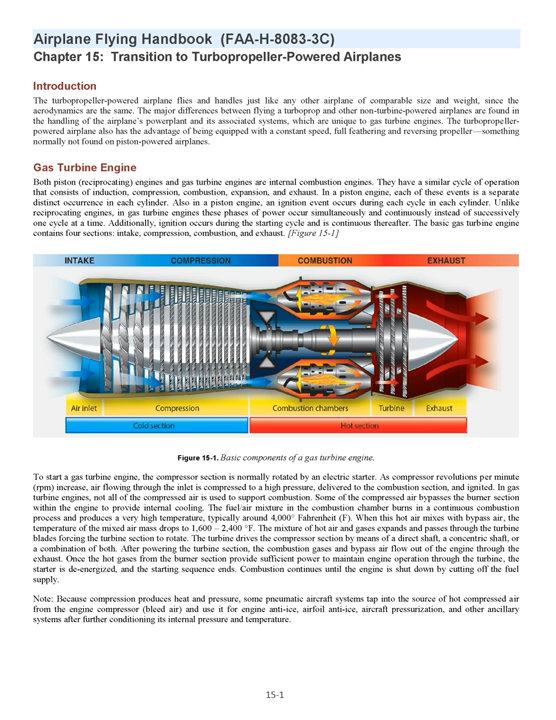 Airplane Flying Handbook (FAA-H-8083-3C)
Chapter 15: Transition to Turbopropeller-Powered Airplanes
Introduction
The turbopropeller-powered airplane flies and handles just like any other airplane of comparable size and weight, since the
aerodynamics are the same. The major differences between flying a turboprop and other non-turbine-powered airplanes are found in
the handling of the airplane's powerplant and its associated systems, which are unique to gas turbine engines. The turbopropeller-
powered airplane also has the advantage of being equipped with a constant speed, full feathering and reversing propeller—something
normally not found on piston-powered airplanes.
Gas Turbine Engine
Both piston (reciprocating) engines and gas turbine engines are internal combustion engines. They have a similar cycle of operation
that consists of induction, compression, combustion, expansion, and exhaust. In a piston engine, each of these events is a separate
distinct occurrence in each cylinder. Also in a piston engine, an ignition event occurs during each cycle in each cylinder. Unlike
reciprocating engines, in gas turbine engines these phases of power occur simultaneously and continuously instead of successively
one cycle at a time. Additionally, ignition occurs during the starting cycle and is continuous thereafter. The basic gas turbine engine
contains four sections: intake, compression, combustion, and exhaust. [Figure 15-1]
INTAKE COMPRESSION COMBUSTION EXHAUST
Air inlet Compression Combustion chambers Turbine Exhaust
Cold section Hot section
Figure 15-1. Basic components of a gas turbine engine.
To start a gas turbine engine, the compressor section is normally rotated by an electric starter. As compressor revolutions per minute
(rpm) increase, air flowing through the inlet is compressed to a high pressure, delivered to the combustion section, and ignited. In gas
turbine engines, not all of the compressed air is used to support combustion. Some of the compressed air bypasses the burner section
within the engine to provide internal cooling. The fuel/air mixture in the combustion chamber burns in a continuous combustion
process and produces a very high temperature, typically around 4,000° Fahrenheit (F). When this hot air mixes with bypass air, the
temperature of the mixed air mass drops to 1,600 – 2,400 °F. The mixture of hot air and gases expands and passes through the turbine
blades forcing the turbine section to rotate. The turbine drives the compressor section by means of a direct shaft, a concentric shaft, or
a combination of both. After powering the turbine section, the combustion gases and bypass air flow out of the engine through the
exhaust. Once the hot gases from the burner section provide sufficient power to maintain engine operation through the turbine, the
starter is de-energized, and the starting sequence ends. Combustion continues until the engine is shut down by cutting off the fuel
supply.
Note: Because compression produces heat and pressure, some pneumatic aircraft systems tap into the source of hot compressed air
from the engine compressor (bleed air) and use it for engine anti-ice, airfoil anti-ice, aircraft pressurization, and other ancillary
systems after further conditioning its internal pressure and temperature.
15-1